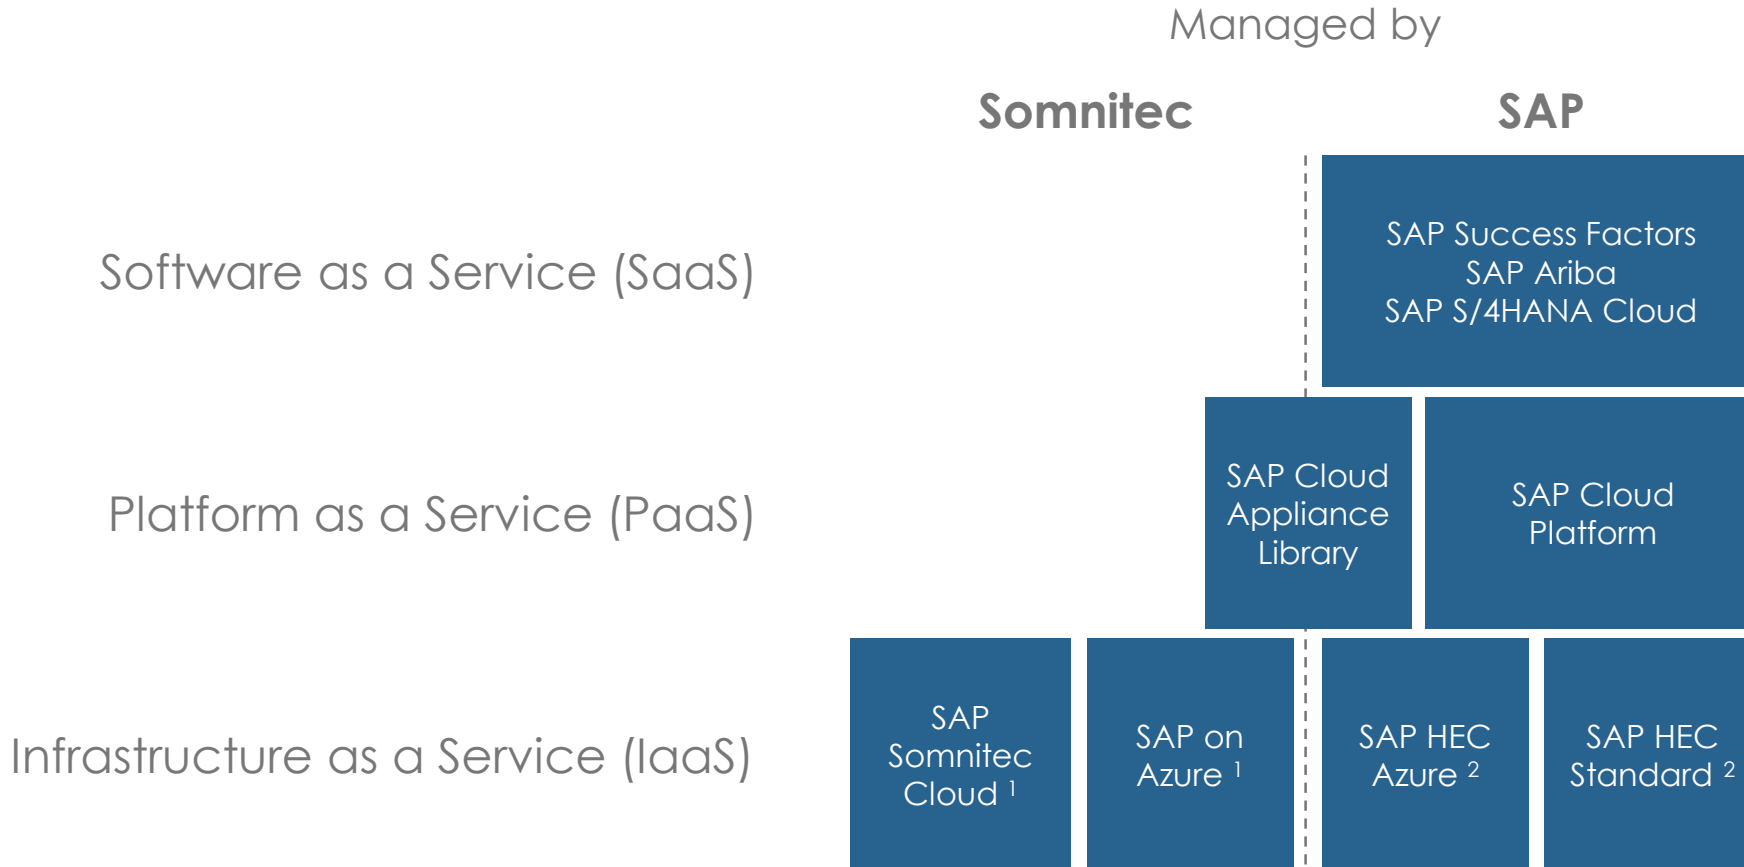 Managed by
Somnitec
SAP
Software as a Service (SaaS)
SAP Success Factors
SAP Ariba
SAP S/4HANA Cloud
Platform as a Service (PaaS)
SAP Cloud
Appliance
Library
SAP Cloud
Platform
Infrastructure as a Service (IaaS)
SAP
Somnitec
Cloud ¹
SAP on
Azure ¹
SAP HEC
Azure ²
SAP HEC
Standard ²